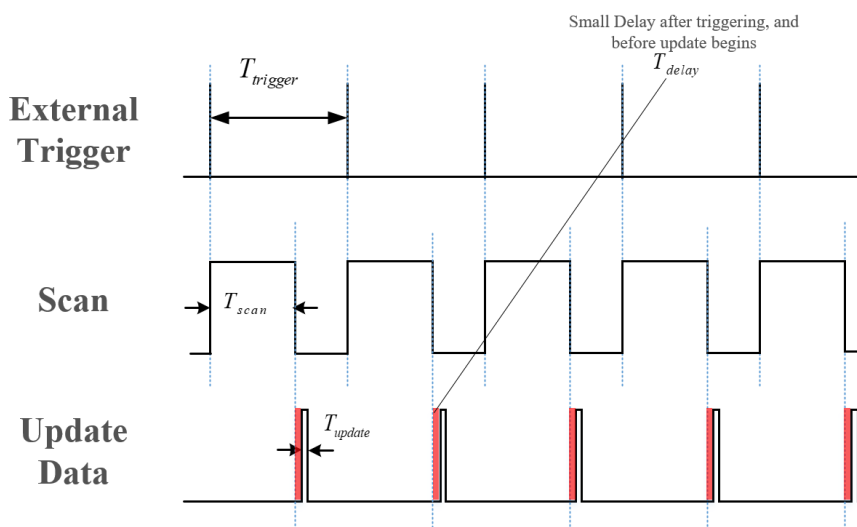 Small Delay after triggering, and
before update begins
T_delay
T_trigger
External
Trigger
Scan
T_scan
Update
Data
T_update